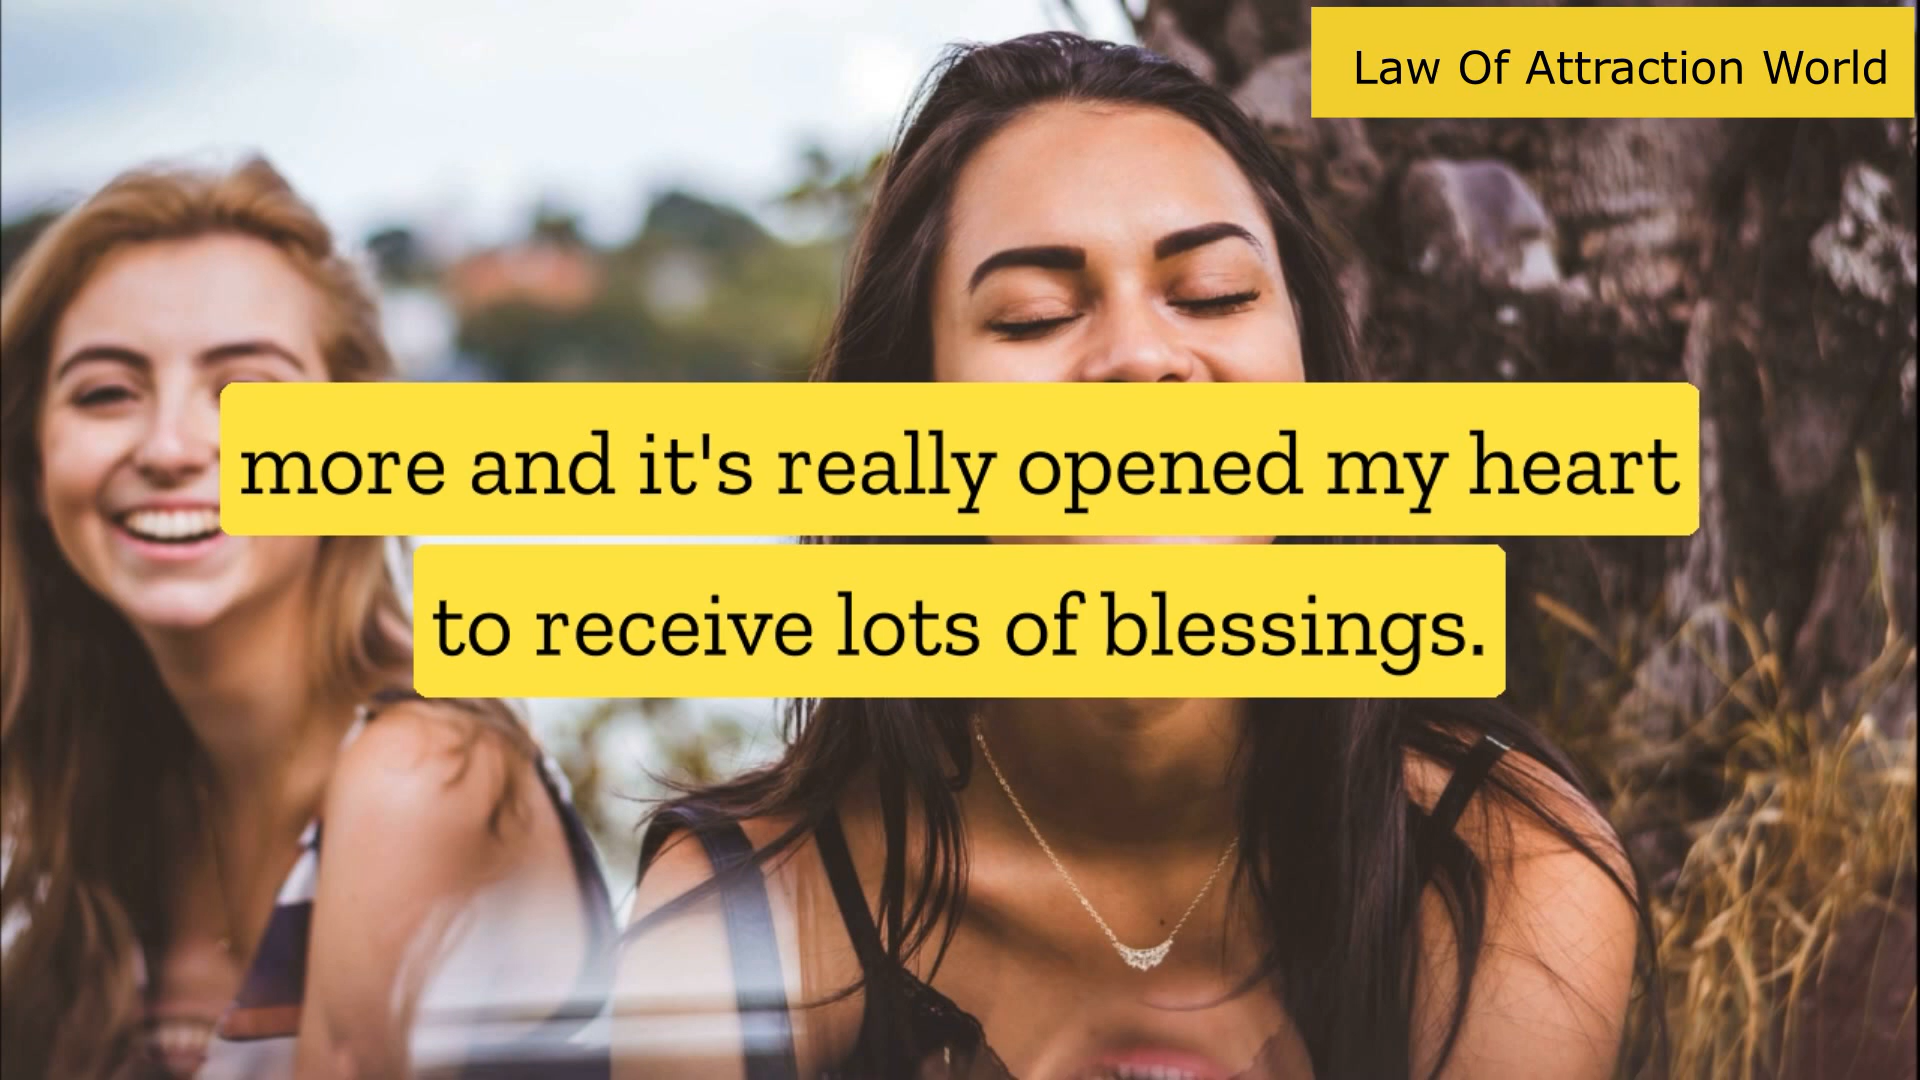 Law Of Attraction World
more and it's really opened my heart
to receive lots of blessings.